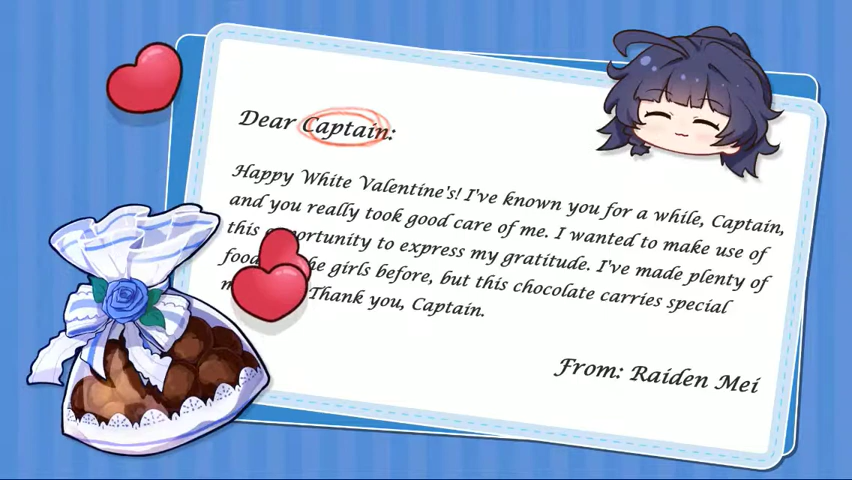 Dear Captain:
Happy White Valentine's! I've known you for a while, Captain,
and you really took good care of me. I wanted to make use of
this to express my gratitude. I've made plenty of
girls before, but this chocolate carries special
Thank you, Captain.
From: Raiden Mei